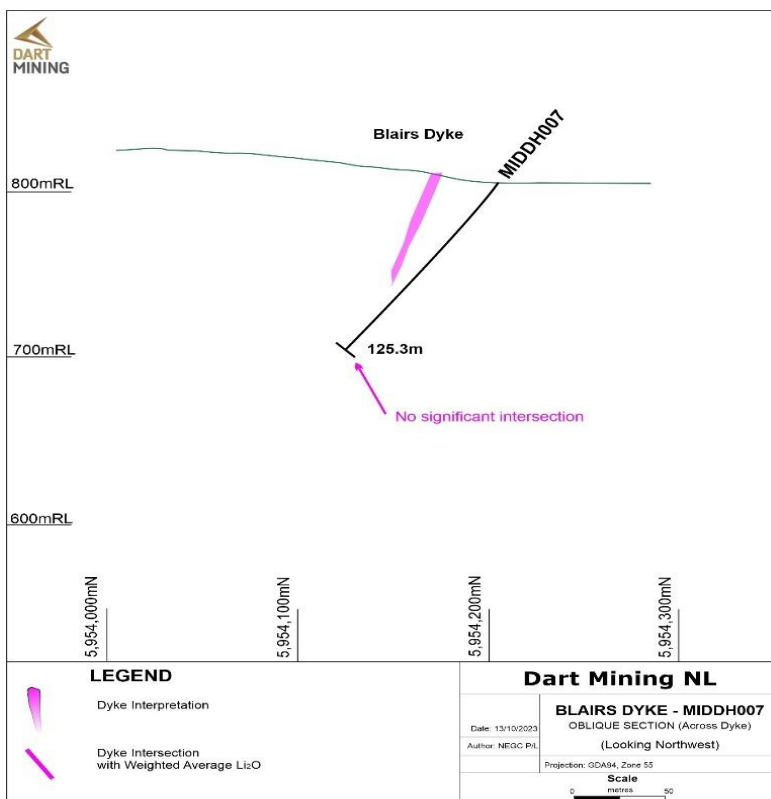 DART
MINING
Blairs Dyke
MIDDH007
800mRL
125.3m
700mRL
No significant intersection
600mRL
5,954,000mN
5,954,100mN
5,954,200mN
5,954,300mN
LEGEND
Dyke Interpretation
Dyke Intersection
with Weighted Average Li₂O
Dart Mining NL
BLAIRS DYKE - MIDDH007
Date: 13/10/2023
OBLIQUE SECTION (Across Dyke)
Author: NEGC P/L
(Looking Northwest)
Projection: GDA94, Zone 55
Scale
0 metres 50